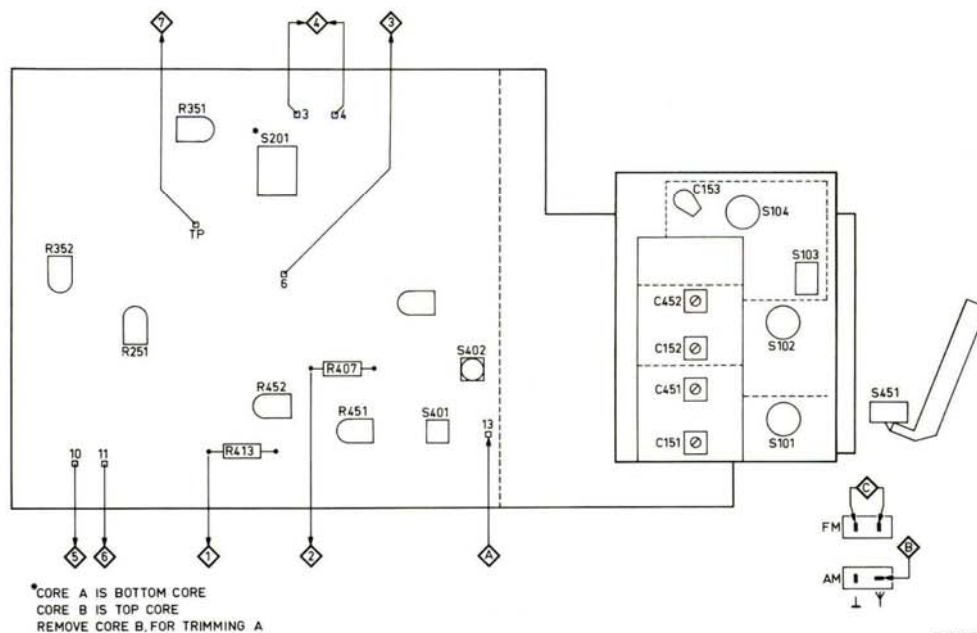 7 4 3
R351
3 4
S201
C153
S104
TP
R352
S103
6
C452
R251
S102
C152
R407
S402
C451
S451
R452
R451
S401
13
S101
C151
R413
10 11
C
FM
5 6 1 2 A
B
AM
*CORE A IS BOTTOM CORE
CORE B IS TOP CORE
REMOVE CORE B, FOR TRIMMING A